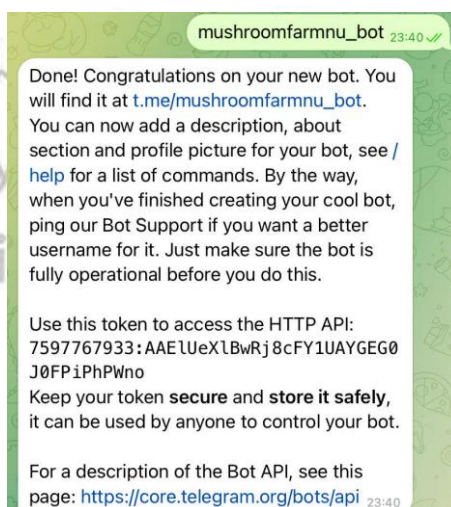 mushroomfarmnu_bot 23:40
Done! Congratulations on your new bot. You
will find it at t.me/mushroomfarmnu_bot.
You can now add a description, about
section and profile picture for your bot, see /
help for a list of commands. By the way,
when you've finished creating your cool bot,
ping our Bot Support if you want a better
username for it. Just make sure the bot is
fully operational before you do this.
Use this token to access the HTTP API:
7597767933:AAElUeXlBwRj8cFY1UAYGEG0
J0FPiPhPWno
Keep your token secure and store it safely,
it can be used by anyone to control your bot.
For a description of the Bot API, see this
page: https://core.telegram.org/bots/api 23:40